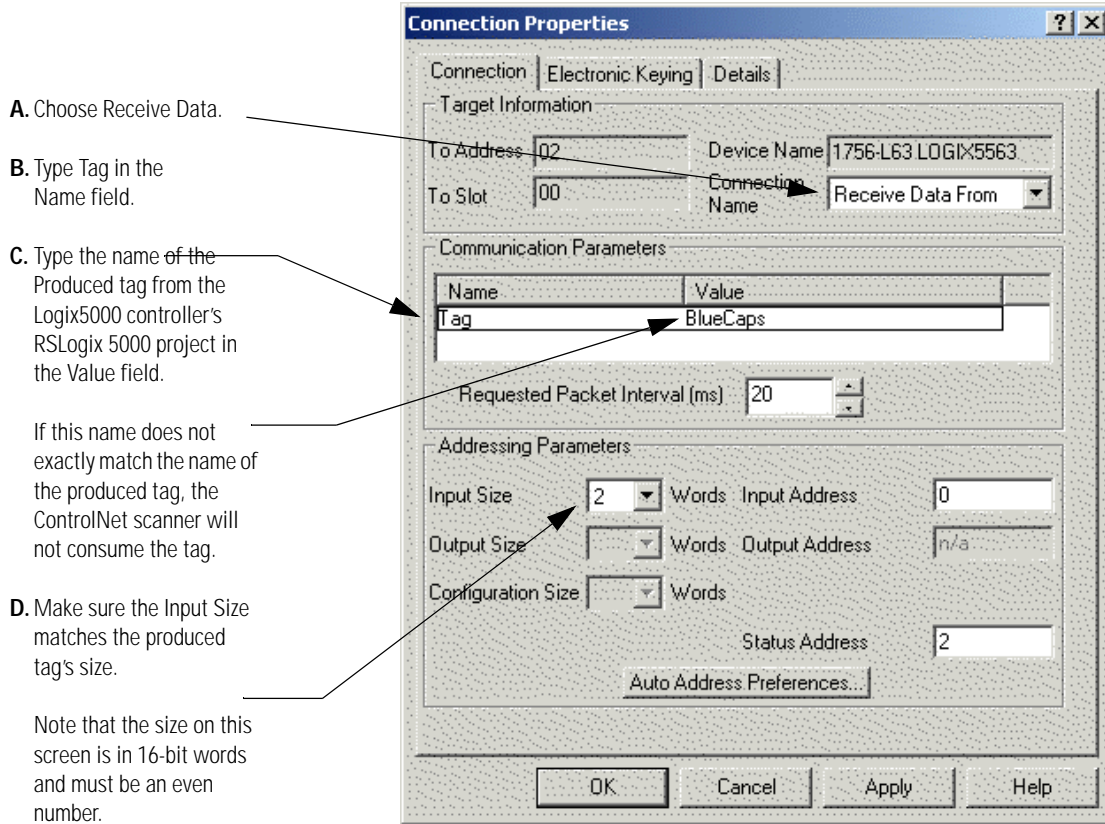 A. Choose Receive Data.
B. Type Tag in the
Name field.
C. Type the name of the
Produced tag from the
Logix5000 controller's
RSLogix 5000 project in
the Value field.
If this name does not
exactly match the name of
the produced tag, the
ControlNet scanner will
not consume the tag.
D. Make sure the Input Size
matches the produced
tag's size.
Note that the size on this
screen is in 16-bit words
and must be an even
number.
Connection Properties
Connection Electronic Keying Details
Target Information
To Address 02 Device Name 1756-L63 LOGIX5563
To Slot 00 Connection Name Receive Data From
Communication Parameters
Name Value
Tag BlueCaps
Requested Packet Interval (ms) 20
Addressing Parameters
Input Size 2 Words Input Address 0
Output Size Words Output Address n/a
Configuration Size Words
Status Address 2
Auto Address Preferences...
OK Cancel Apply Help